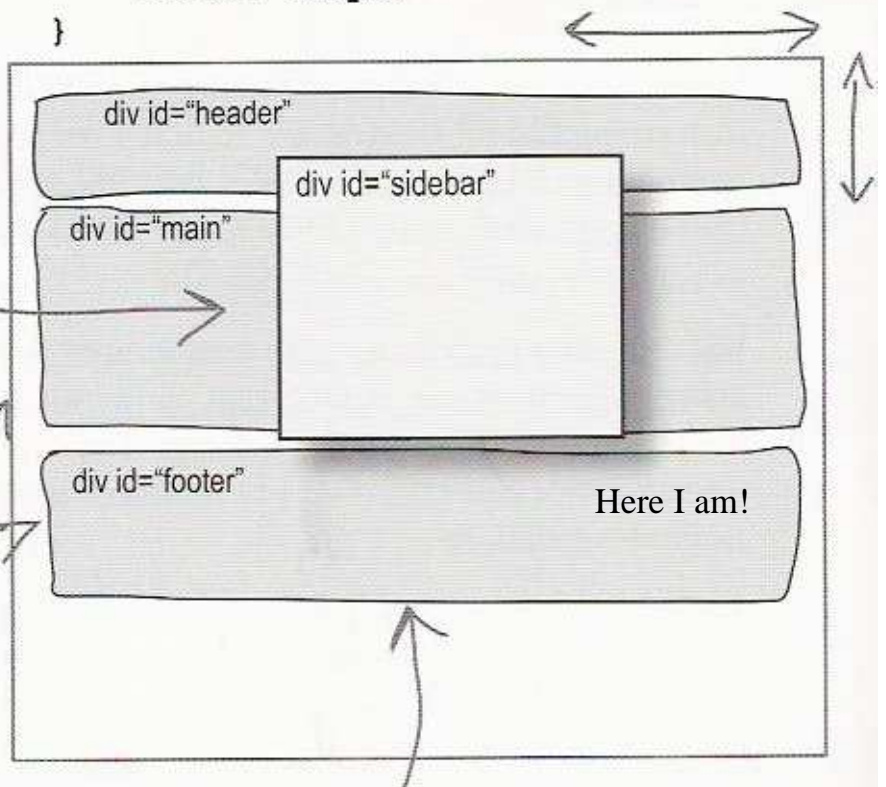 }
div id=“header”
div id=“sidebar”
div id=“main”
div id=“footer”
Here I am!